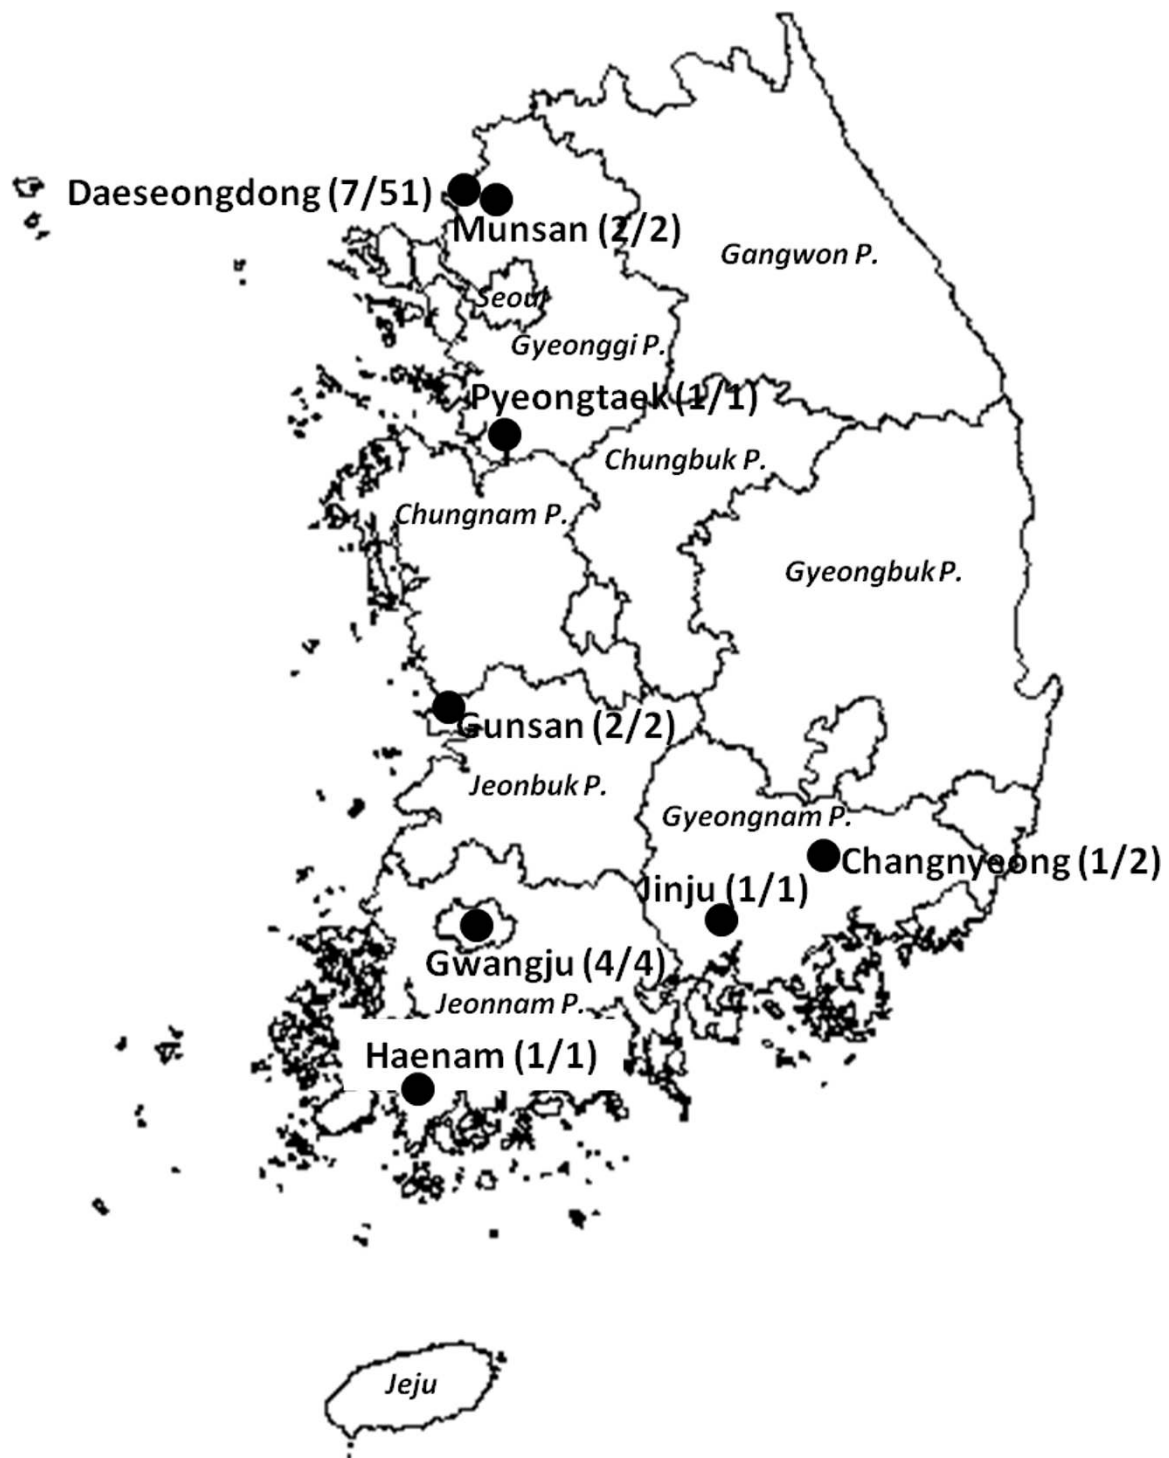 Daeseongdong (7/51)
Munsan (2/2)
Gangwon P.
Seoul
Gyeonggi P.
Pyeongtaek (1/1)
Chungbuk P.
Chungnam P.
Gyeongbuk P.
Gunsan (2/2)
Jeonbuk P.
Gyeongnam P.
Changnyeong (1/2)
Jinju (1/1)
Gwangju (4/4)
Jeonnam P.
Haenam (1/1)
Jeju